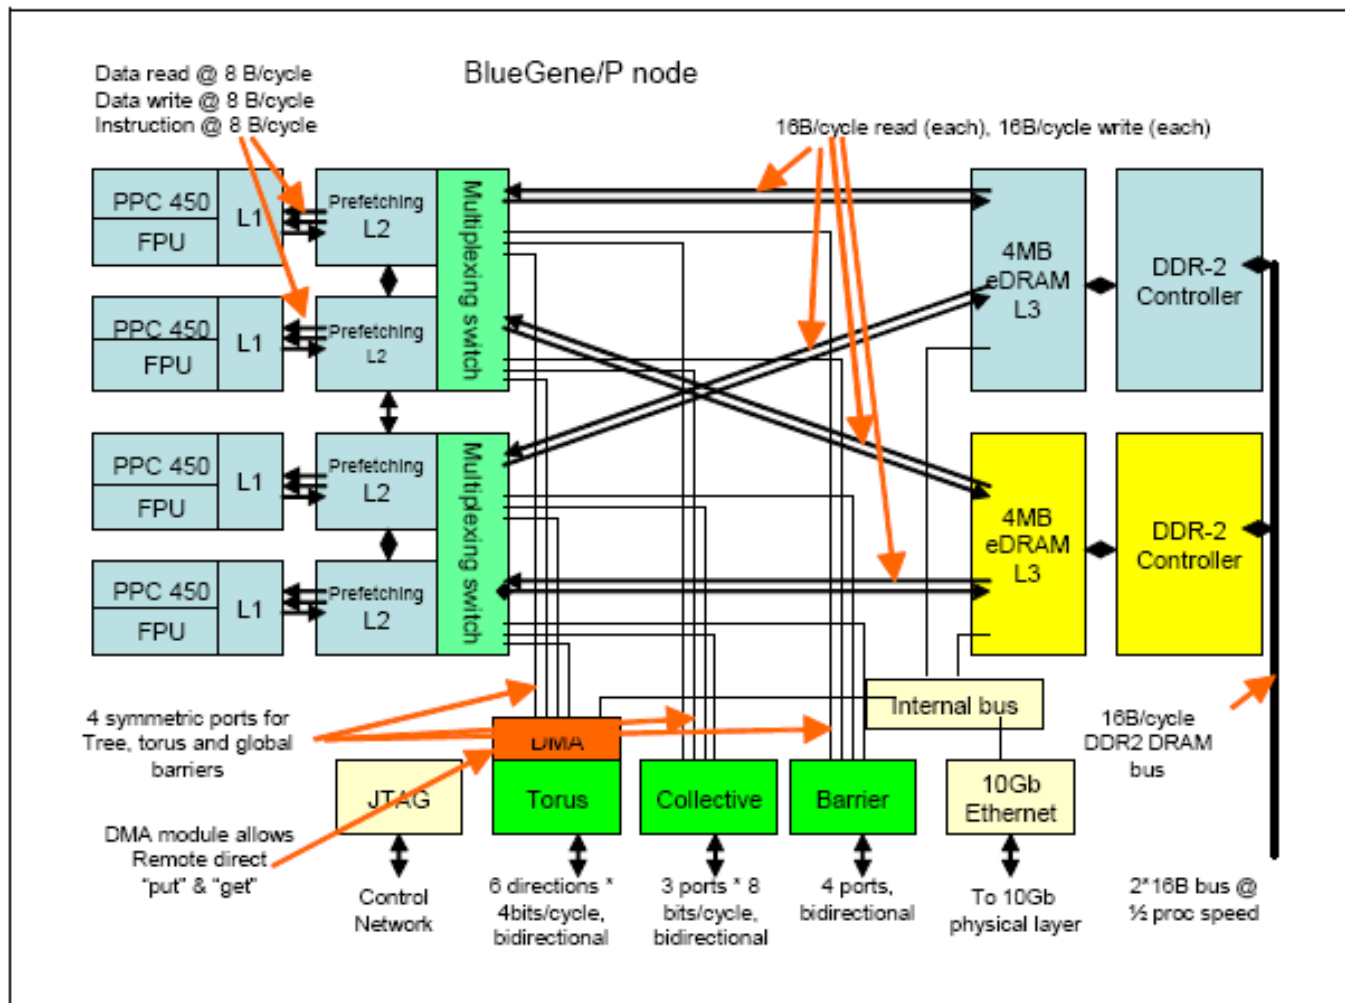 BlueGene/P node
Data read @ 8 B/cycle
Data write @ 8 B/cycle
Instruction @ 8 B/cycle
16B/cycle read (each), 16B/cycle write (each)
PPC 450
FPU
L1
Prefetching
L2
Multiplexing switch
PPC 450
FPU
L1
Prefetching
L2
4MB
eDRAM
L3
DDR-2
Controller
PPC 450
FPU
L1
Prefetching
L2
Multiplexing switch
PPC 450
FPU
L1
Prefetching
L2
4MB
eDRAM
L3
DDR-2
Controller
4 symmetric ports for
Tree, torus and global
barriers
DMA
Internal bus
16B/cycle
DDR2 DRAM
bus
JTAG
Torus
Collective
Barrier
10Gb
Ethernet
DMA module allows
Remote direct
"put" & "get"
Control
Network
6 directions *
4bits/cycle,
bidirectional
3 ports * 8
bits/cycle,
bidirectional
4 ports,
bidirectional
To 10Gb
physical layer
2*16B bus @
½ proc speed